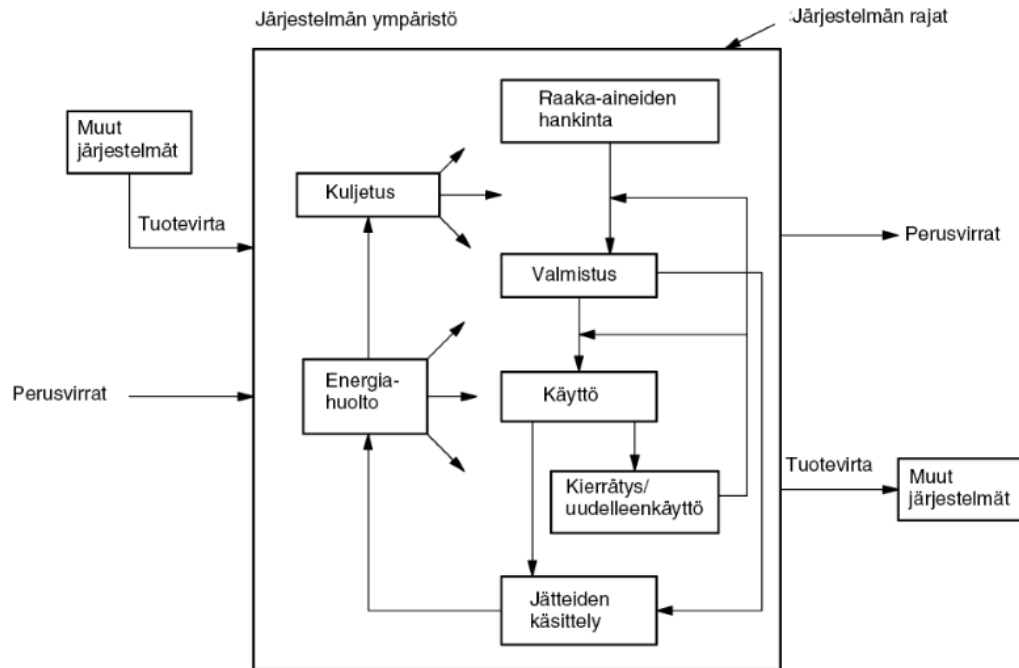 Järjestelmän ympäristö
:Järjestelmän rajat
Raaka-aineiden
hankinta
Muut
järjestelmät
Kuljetus
Tuotevirta
Perusvirrat
Valmistus
Energia-
huolto
Käyttö
Perusvirrat
Tuotevirta
Muut
järjestelmät
Kierrätys/
uudelleenkäyttö
Jätteiden
käsittely